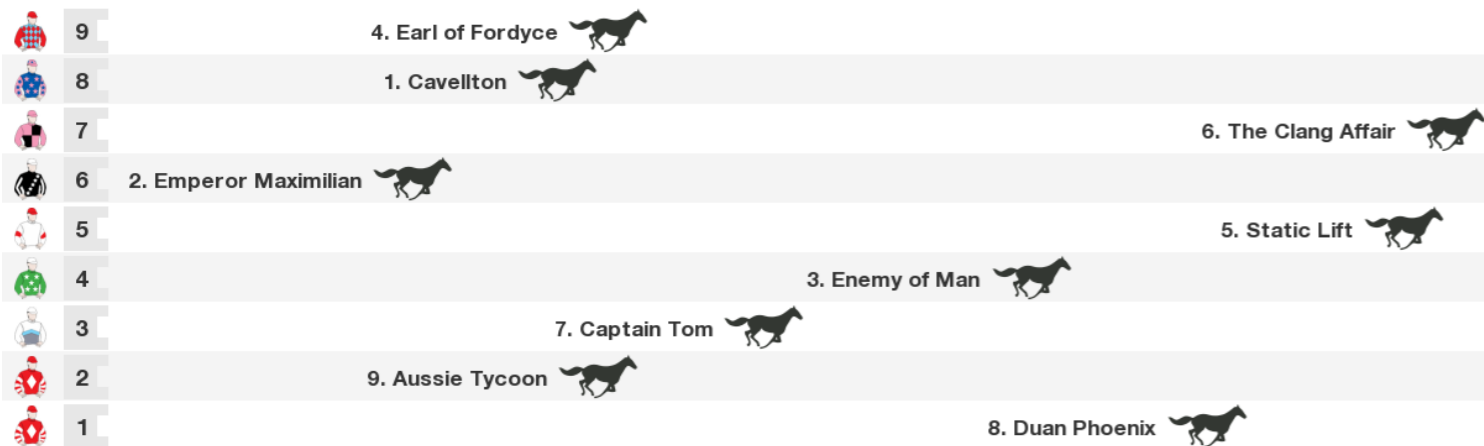 9 4. Earl of Fordyce
8 1. Cavellton
7 6. The Clang Affair
6 2. Emperor Maximilian
5 5. Static Lift
4 3. Enemy of Man
3 7. Captain Tom
2 9. Aussie Tycoon
1 8. Duan Phoenix